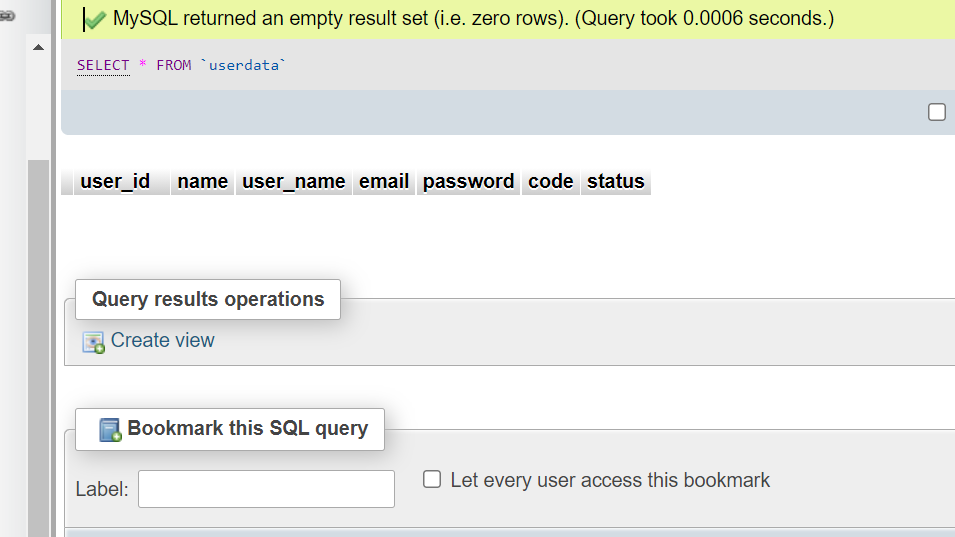 MySQL returned an empty result set (i.e. zero rows). (Query took 0.0006 seconds.)
SELECT * FROM `userdata`
user_id name user_name email password code status
Query results operations
Create view
Bookmark this SQL query
Label:
Let every user access this bookmark